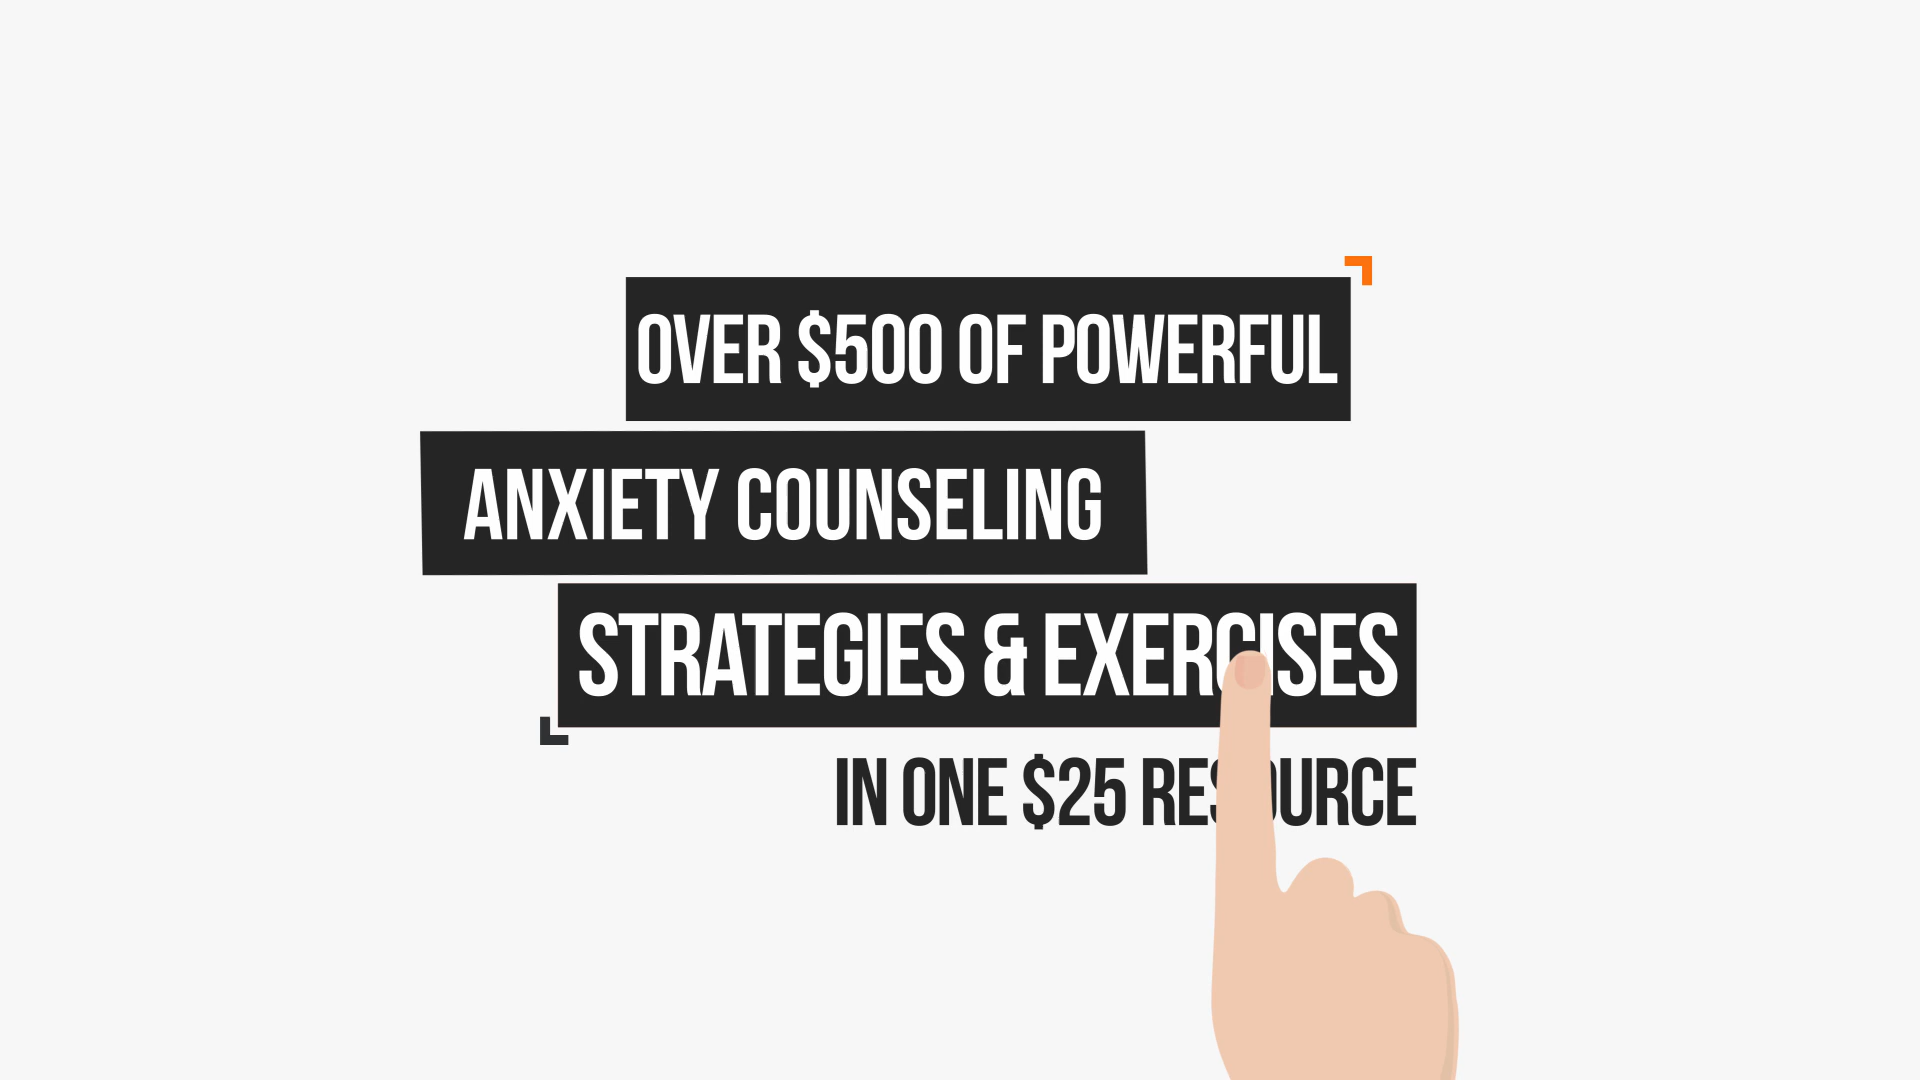 OVER $500 OF POWERFUL
ANXIETY COUNSELING
STRATEGIES & EXERCISES
IN ONE $25 RESOURCE